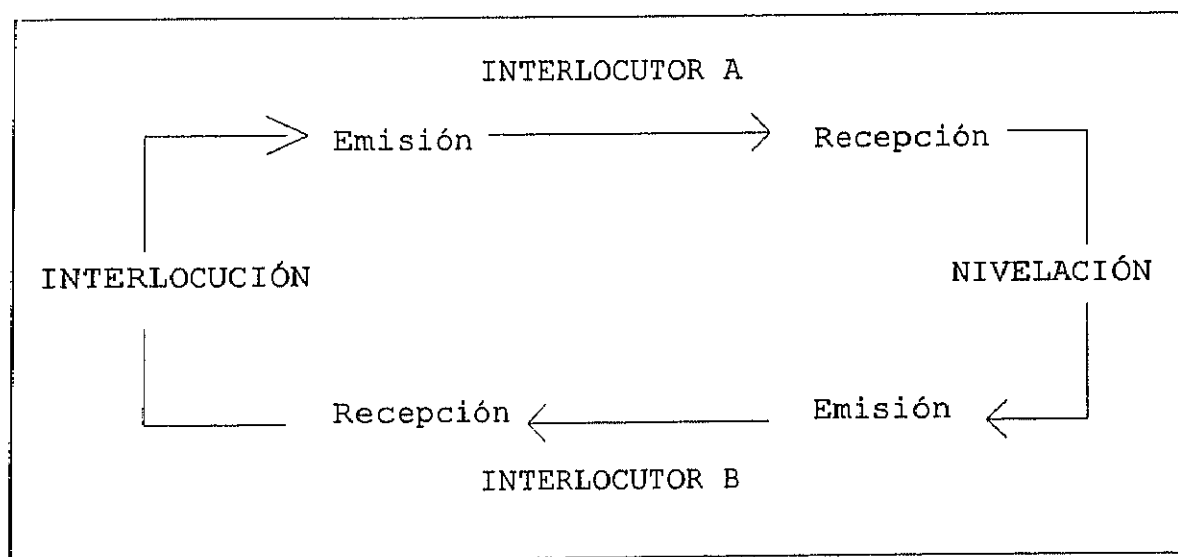 INTERLOCUTOR A
Emisión Recepción
INTERLOCUCIÓN NIVELACIÓN
Recepción Emisión
INTERLOCUTOR B